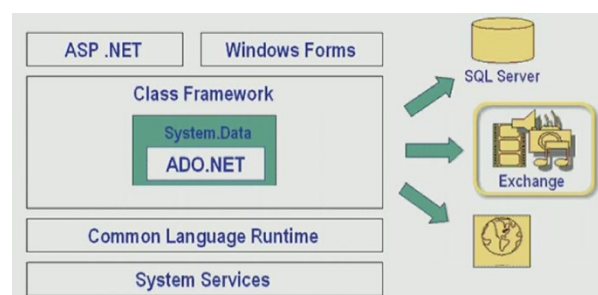 ASP .NET
Windows Forms
Class Framework
System.Data
ADO.NET
Common Language Runtime
System Services
SQL Server
Exchange